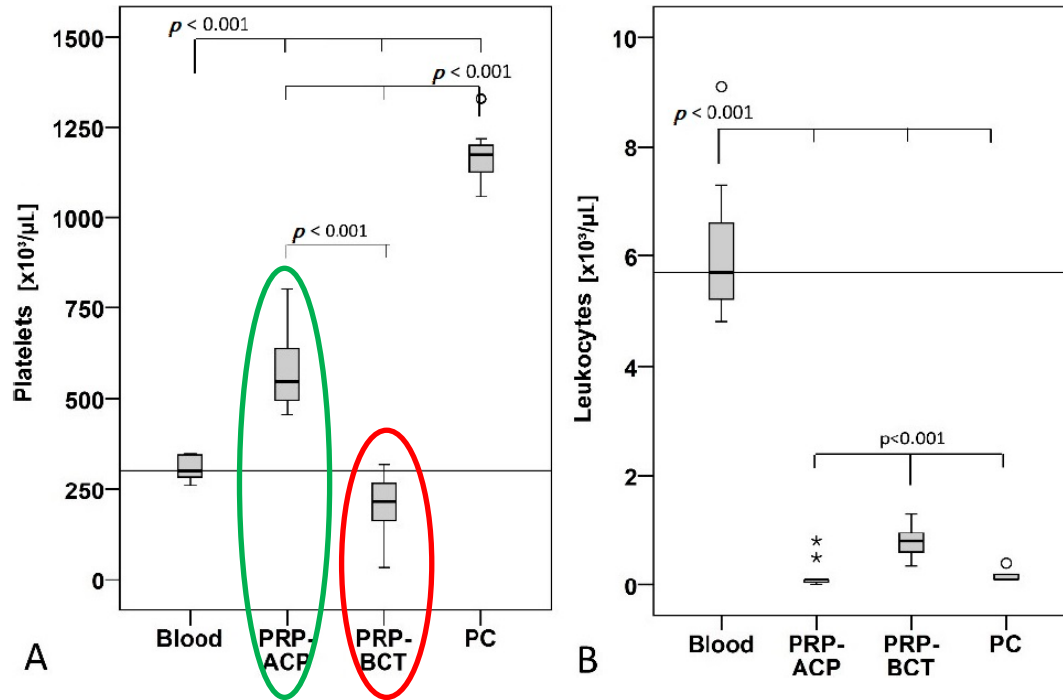 p < 0.001
1500
p < 0.001
1250
1000
p < 0.001
750
500
250
0
Platelets [x10³/µL]
Blood
PRP-
ACP
PRP-
BCT
PC
A
10
p < 0.001
8
6
4
p<0.001
2
0
Leukocytes [x10³/µL]
Blood
PRP-
ACP
PRP-
BCT
PC
B